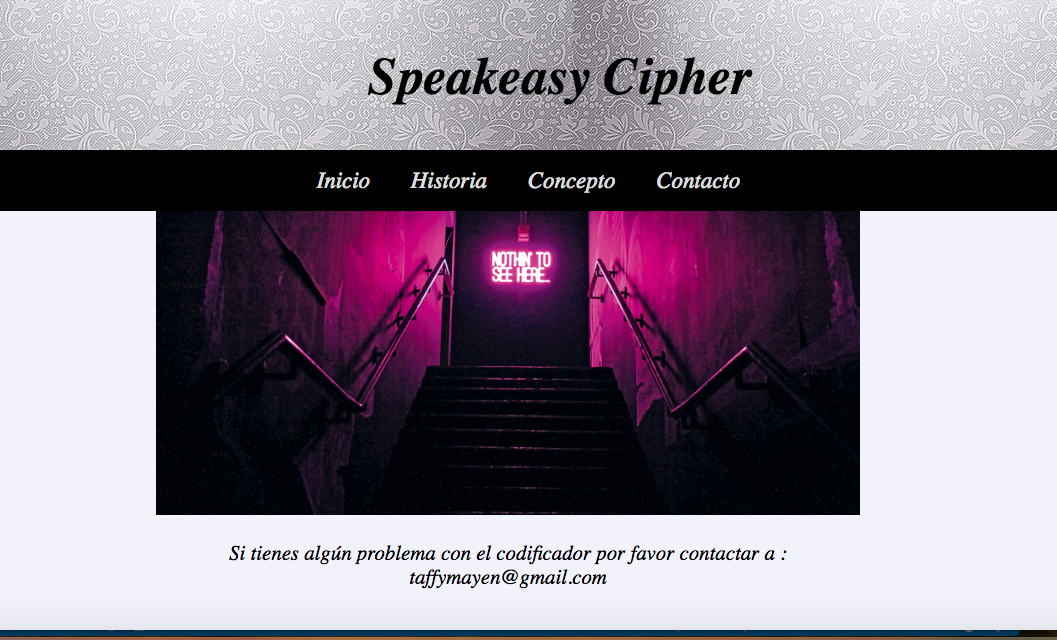 Speakeasy Cipher
Inicio Historia Concepto Contacto
NOTHIN' TO
SEE HERE...
Si tienes algún problema con el codificador por favor contactar a :
taffymayen@gmail.com